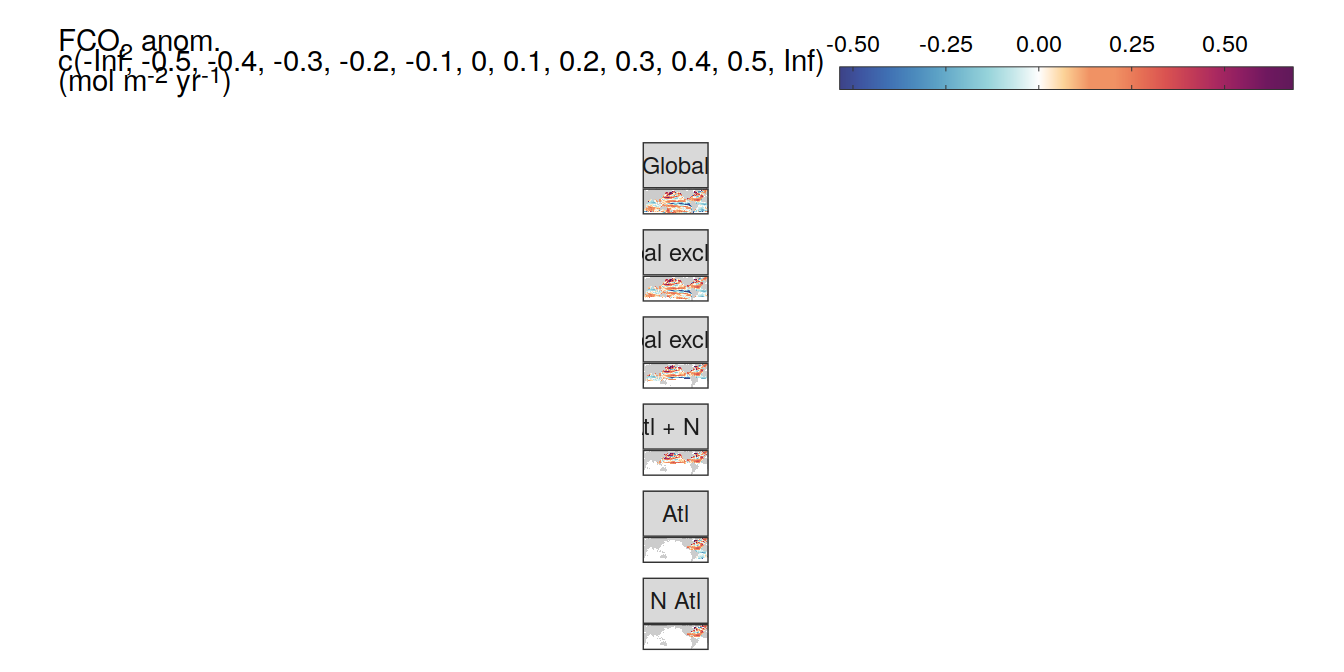 FCO₂ anom.
c(-Inf, -0.5, -0.4, -0.3, -0.2, -0.1, 0, 0.1, 0.2, 0.3, 0.4, 0.5, Inf)
(mol m⁻² yr⁻¹)
-0.50 -0.25 0.00 0.25 0.50
Global
al excl
al excl
tl + N
Atl
N Atl